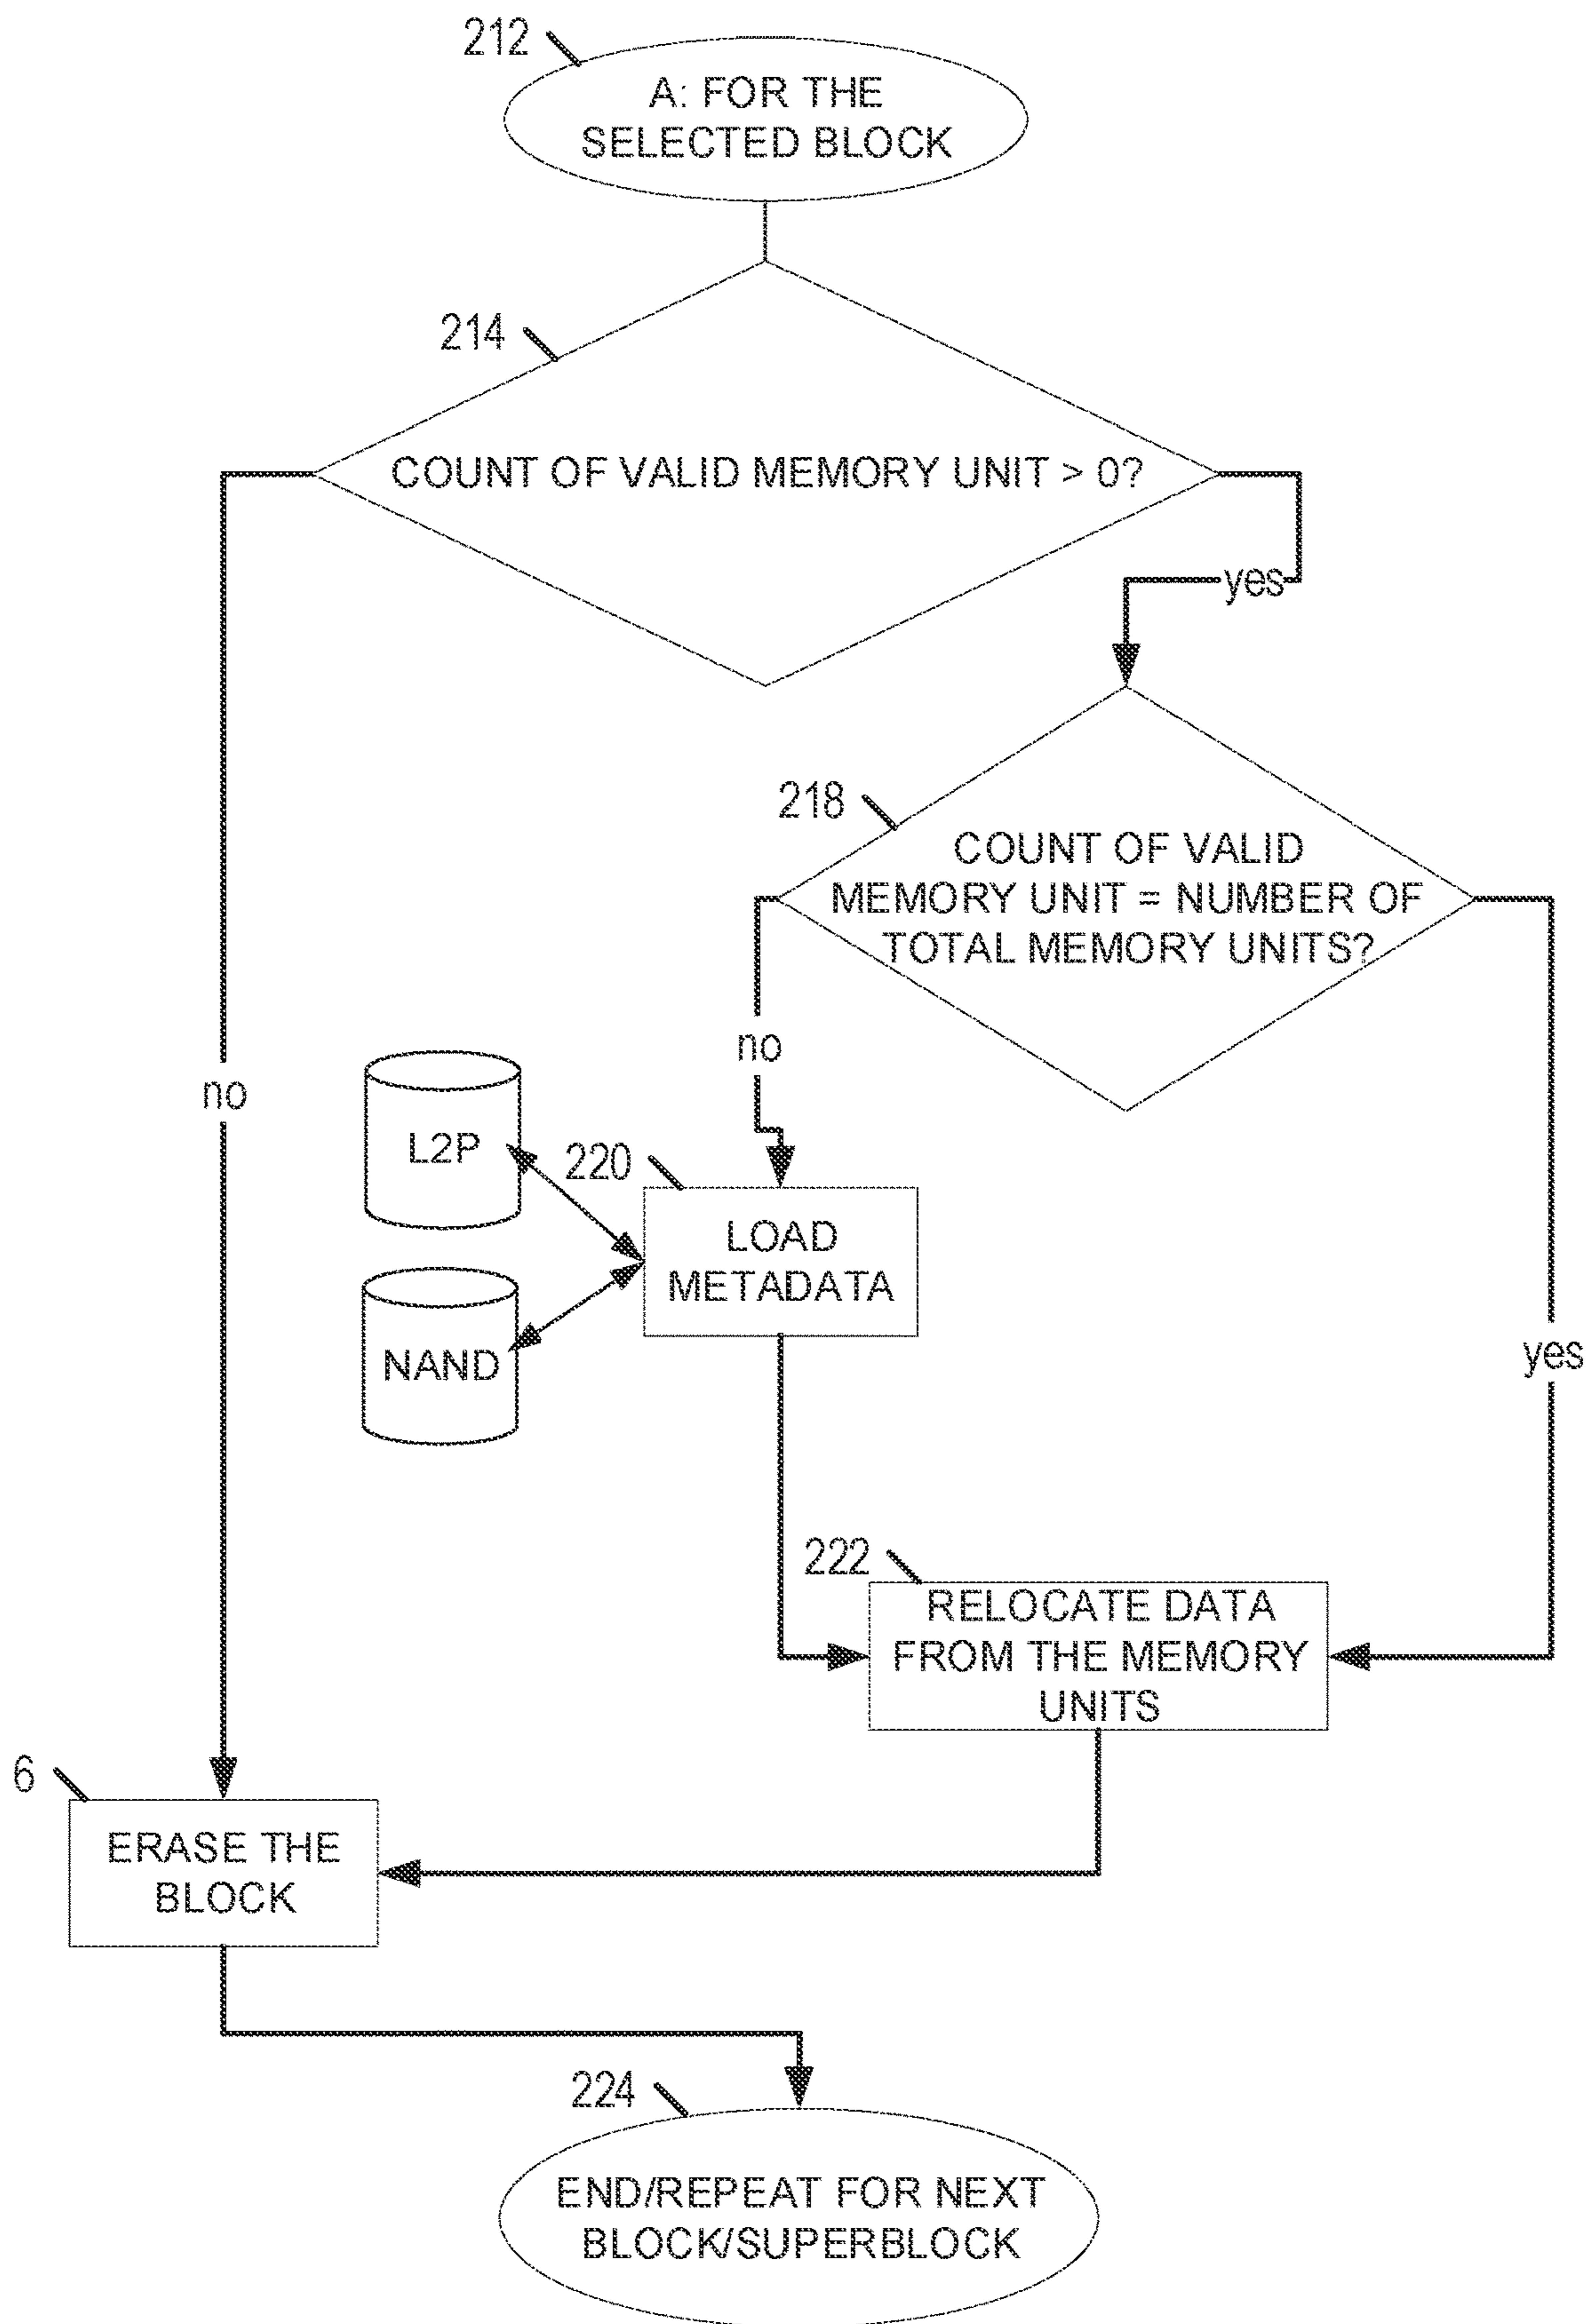 212
A: FOR THE
SELECTED BLOCK
214
COUNT OF VALID MEMORY UNIT > 0?
yes
218
COUNT OF VALID
MEMORY UNIT = NUMBER OF
TOTAL MEMORY UNITS?
no
no
L2P
220
LOAD
METADATA
NAND
yes
222
RELOCATE DATA
FROM THE MEMORY
UNITS
6
ERASE THE
BLOCK
224
END/REPEAT FOR NEXT
BLOCK/SUPERBLOCK